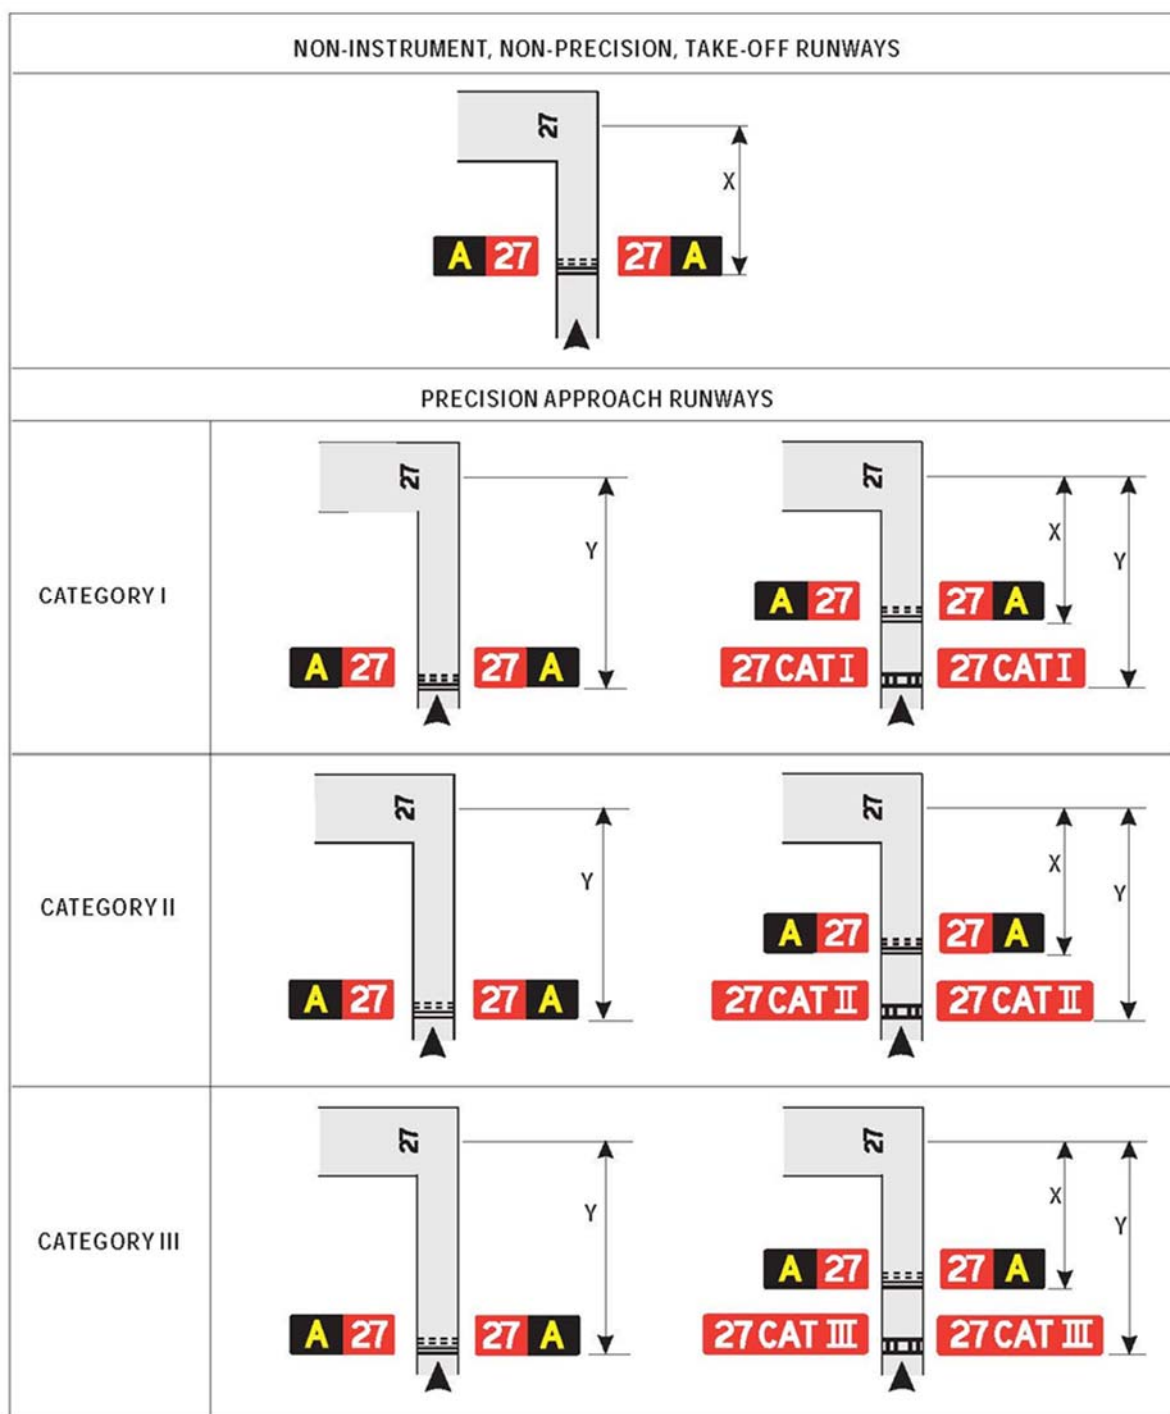 NON-INSTRUMENT, NON-PRECISION, TAKE-OFF RUNWAYS
27
X
A 27 27 A
PRECISION APPROACH RUNWAYS
CATEGORY I
27
Y
A 27 27 A
27
X
Y
A 27 27 A
27 CAT I 27 CAT I
CATEGORY II
27
Y
A 27 27 A
27
X
Y
A 27 27 A
27 CAT II 27 CAT II
CATEGORY III
27
Y
A 27 27 A
27
X
Y
A 27 27 A
27 CAT III 27 CAT III